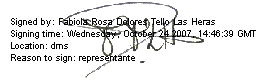 Signed by: Fabiola Rosa Dolores Tello Las Heras
Signing time: Wednesday, October 24 2007, 14:46:39 GMT
Location: dms
Reason to sign: representante